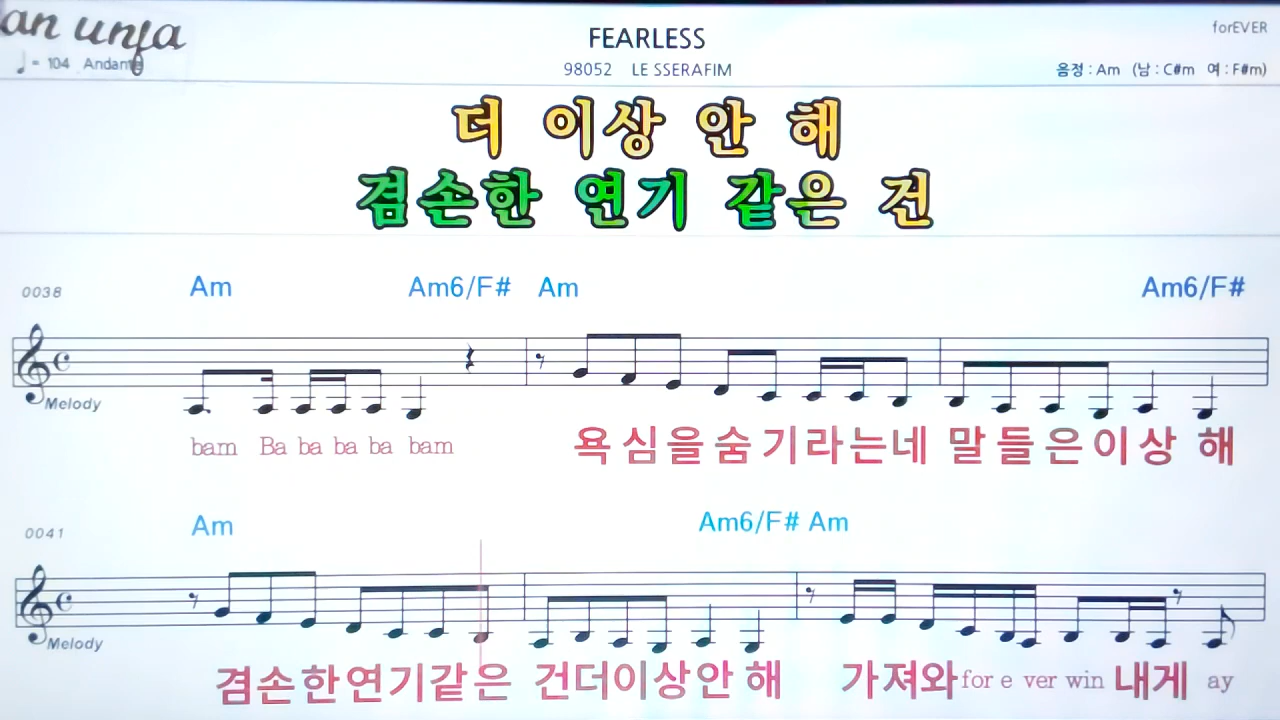 FEARLESS
forEVER
♩= 104 Andante
98052 LE SSERAFIM
음정 : Am (남 : C#m 여 : F#m)
더 이상 안 해
겸손한 연기 같은 건
0038 Am Am6/F# Am Am6/F#
Melody
bam Ba ba ba ba bam 욕심을숨기라는네 말들은이상 해
0041 Am Am6/F# Am
Melody
겸손한연기같은 건더이상안 해 가져와for e ver win 내게 ay